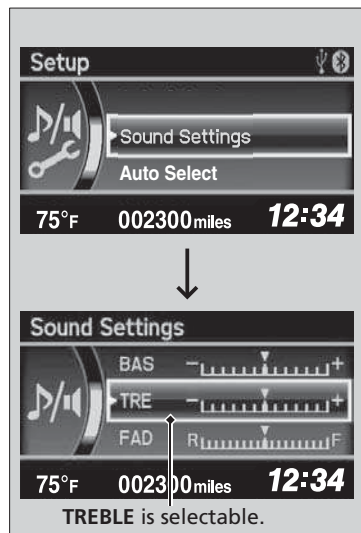 Setup
Sound Settings
Auto Select
75°F 002300 miles 12:34
Sound Settings
BAS - +
TRE - +
FAD R F
75°F 002300 miles 12:34
TREBLE is selectable.